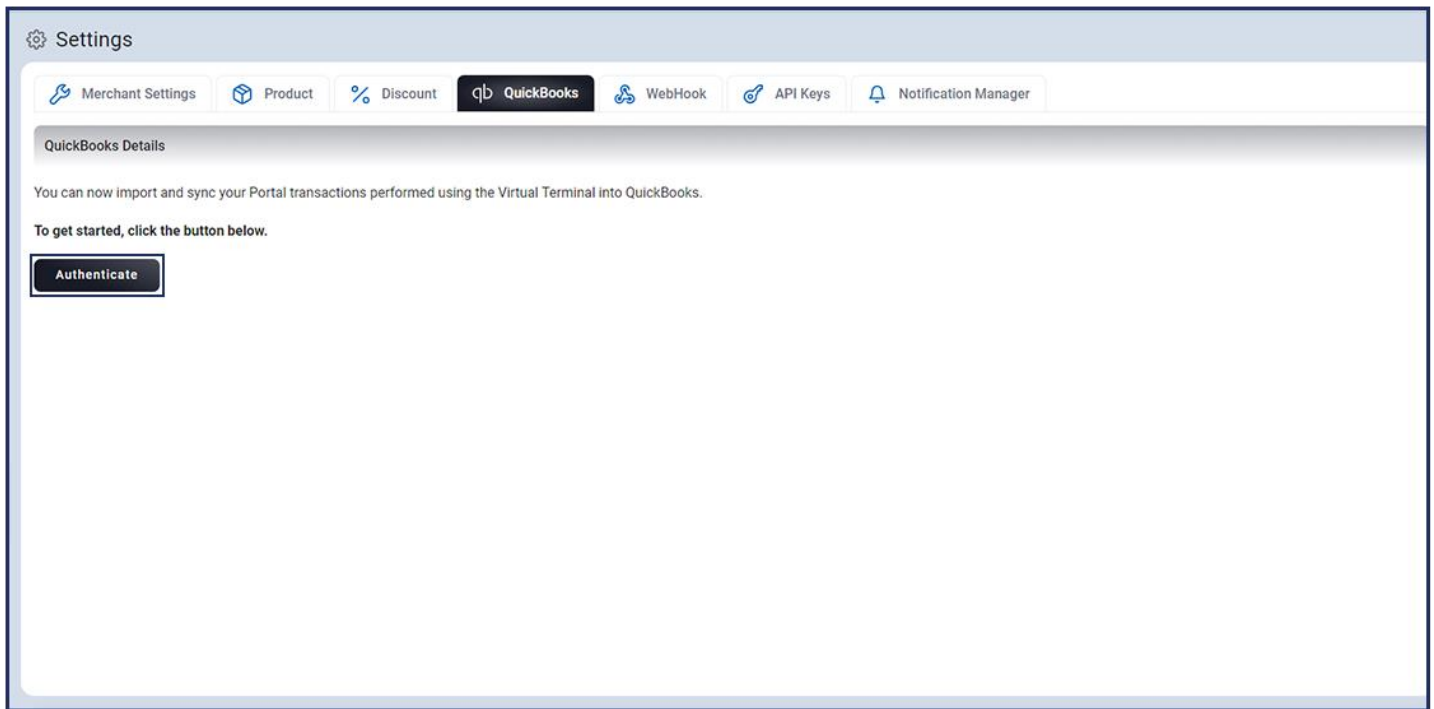 Settings
Merchant Settings Product Discount qb QuickBooks WebHook API Keys Notification Manager
QuickBooks Details
You can now import and sync your Portal transactions performed using the Virtual Terminal into QuickBooks.
To get started, click the button below.
Authenticate